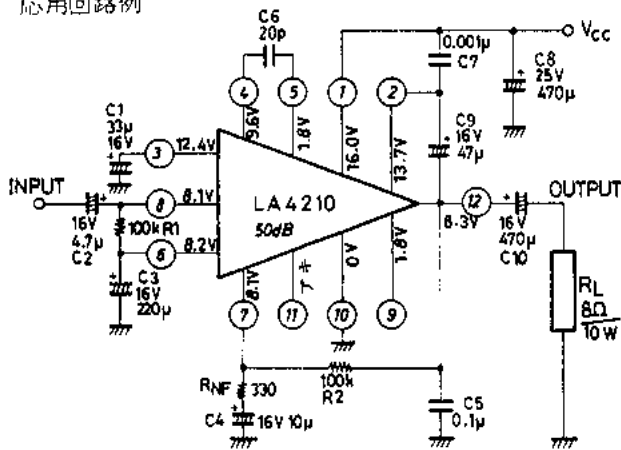 応用回路例
C6
20p
0.001μ
C7
VCC
C8
25V
470μ
4
5
1
2
9.6V
1.8V
16.0V
13.7V
C9
16V
47μ
C1
33μ
16V
3
12.4V
INPUT
8
8.1V
LA4210
50dB
12
8.3V
OUTPUT
16V
4.7μ
C2
100k R1
6
8.2V
16V
470μ
C10
C3
16V
220μ
8.1V
アキ
0V
1.8V
7
11
10
9
RL
8Ω
10W
RNF
330
100k
R2
C4
16V 10μ
C5
0.1μ